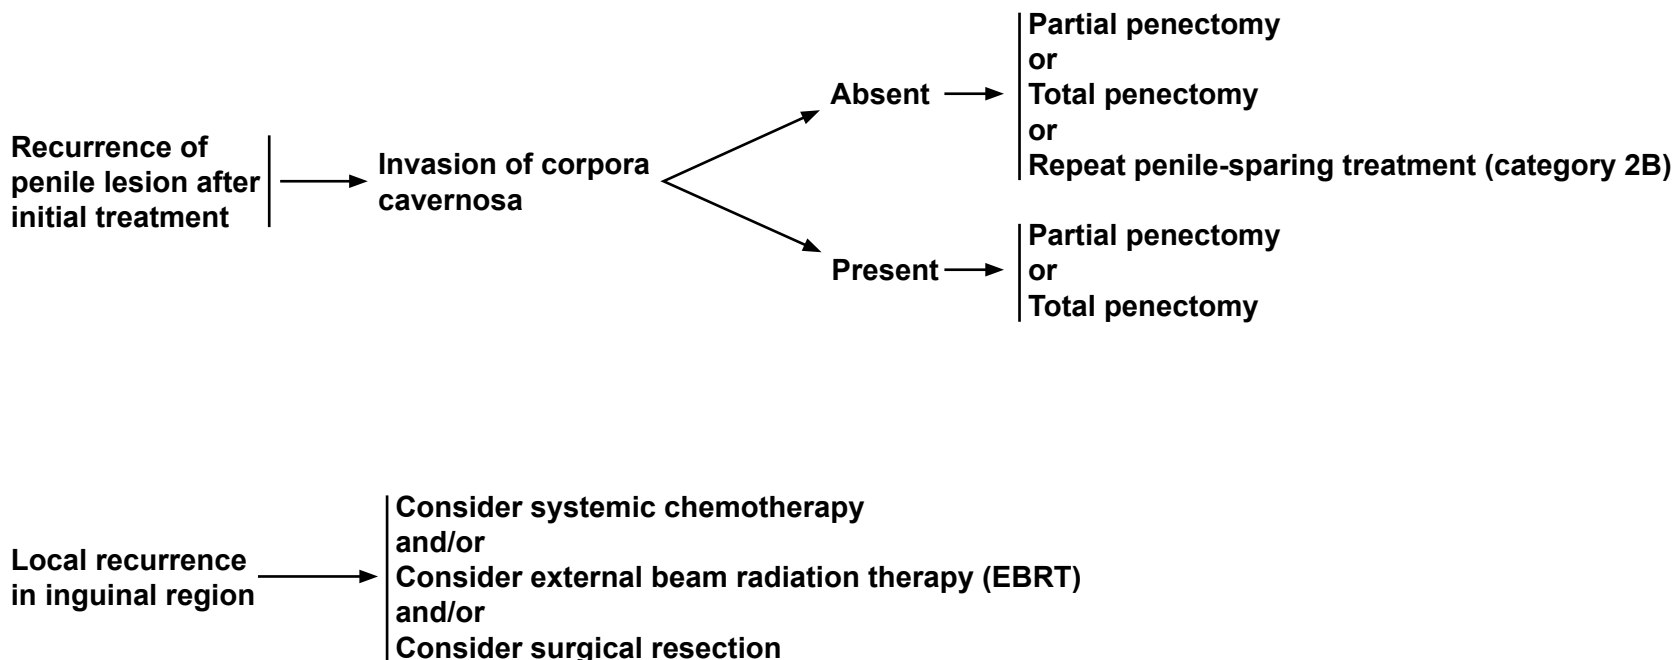 Recurrence of
penile lesion after
initial treatment
Invasion of corpora
cavernosa
Absent
Partial penectomy
or
Total penectomy
or
Repeat penile-sparing treatment (category 2B)
Present
Partial penectomy
or
Total penectomy
Local recurrence
in inguinal region
Consider systemic chemotherapy
and/or
Consider external beam radiation therapy (EBRT)
and/or
Consider surgical resection